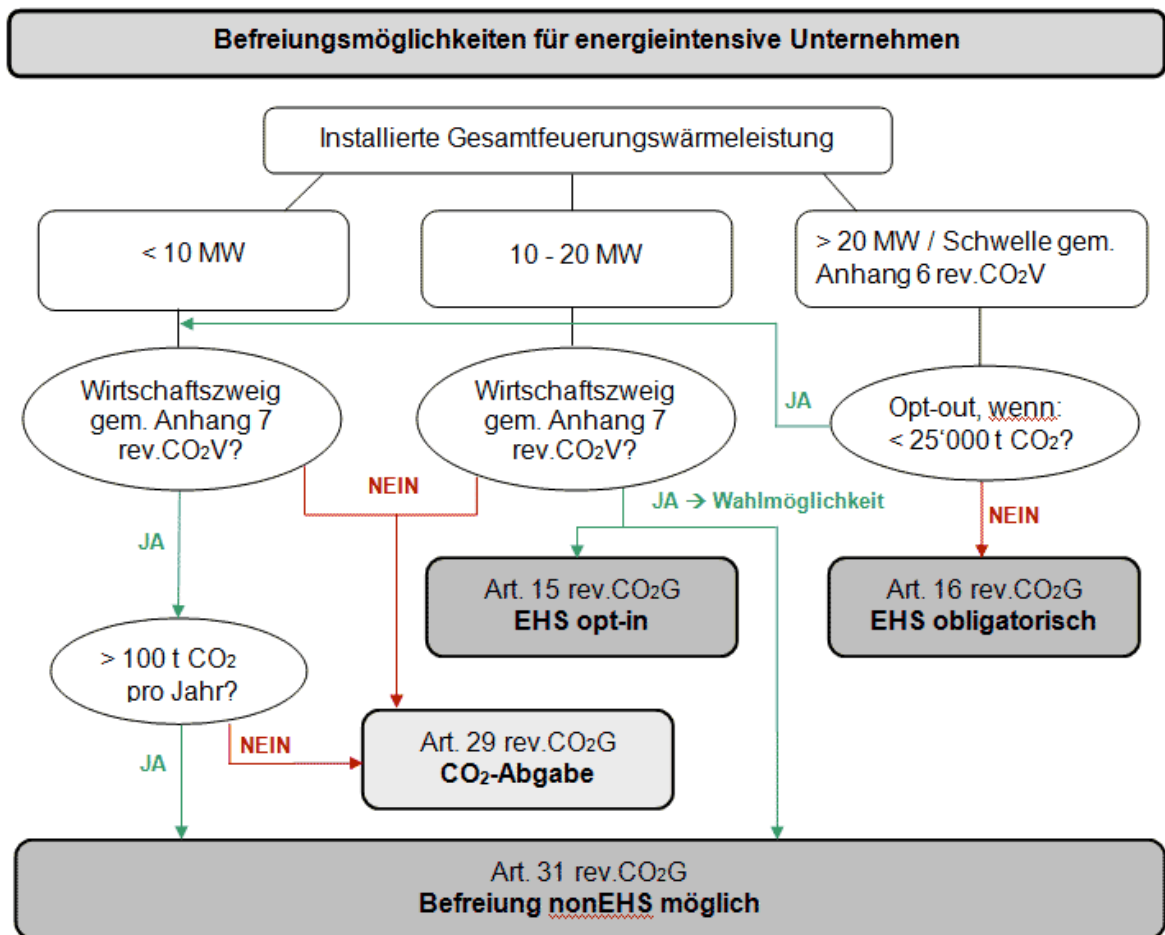 Befreiungsmöglichkeiten für energieintensive Unternehmen
Installierte Gesamtfeuerungswärmeleistung
< 10 MW
10 - 20 MW
> 20 MW / Schwelle gem.
Anhang 6 rev.CO₂V
Wirtschaftszweig
gem. Anhang 7
rev.CO₂V?
Wirtschaftszweig
gem. Anhang 7
rev.CO₂V?
JA
Opt-out, wenn:
< 25‘000 t CO₂?
NEIN
JA → Wahlmöglichkeit
NEIN
JA
Art. 15 rev.CO₂G
EHS opt-in
Art. 16 rev.CO₂G
EHS obligatorisch
> 100 t CO₂
pro Jahr?
NEIN
JA
Art. 29 rev.CO₂G
CO₂-Abgabe
Art. 31 rev.CO₂G
Befreiung nonEHS möglich